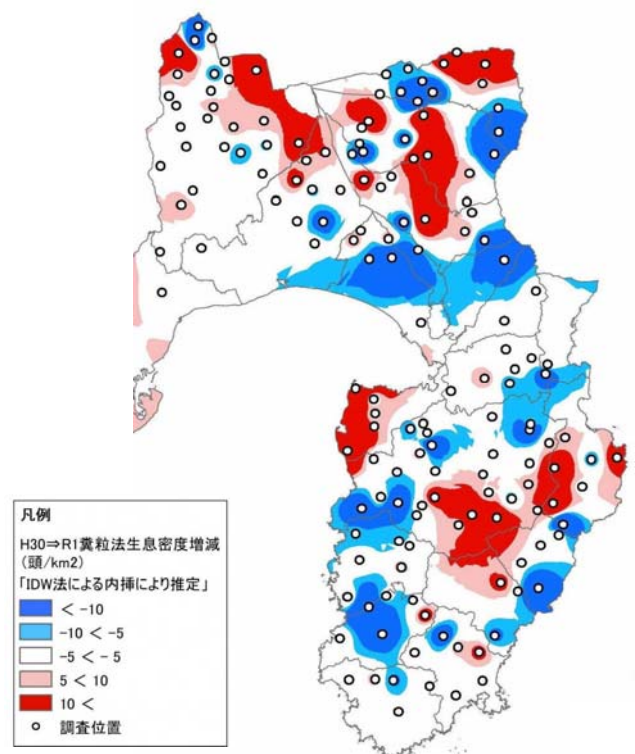 凡例
H30⇒R1糞粒法生息密度増減
(頭/km2)
「IDW法による内挿により推定」
< -10
-10 < -5
-5 < - 5
5 < 10
10 <
調査位置